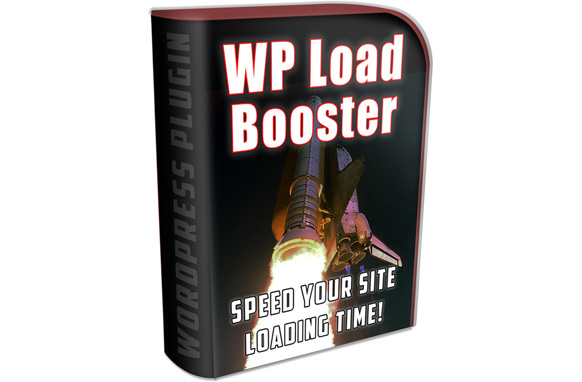 WORDPRESS PLUGIN
WP Load
Booster
SPEED YOUR SITE
LOADING TIME!